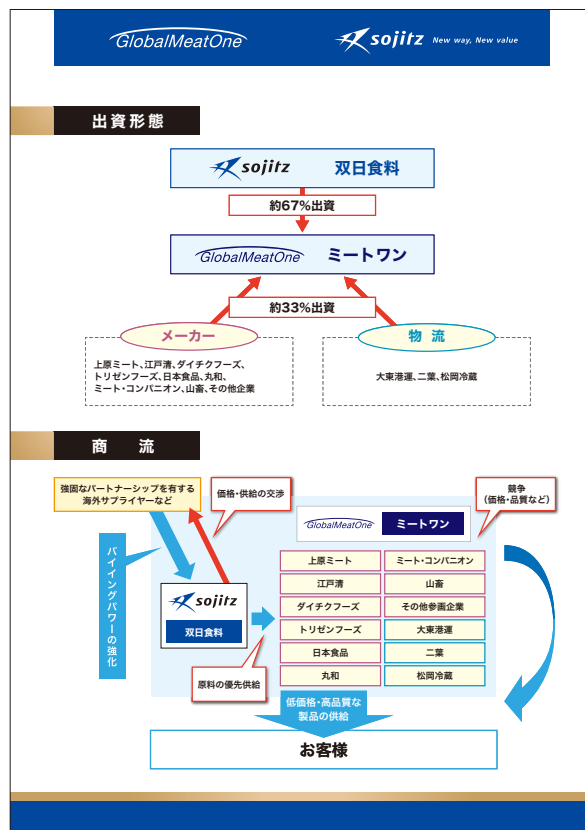 GlobalMeatOne
sojitz New way, New value
出資形態
sojitz 双日食料
約67%出資
GlobalMeatOne ミートワン
約33%出資
メーカー
上原ミート、江戸清、ダイチクフーズ、
トリゼンフーズ、日本食品、丸和、
ミート・コンパニオン、山畜、その他企業
物流
大東港運、二葉、松岡冷蔵
商流
強固なパートナーシップを有する
海外サプライヤーなど
価格・供給の交渉
競争
(価格・品質など)
GlobalMeatOne ミートワン
バイイングパワーの強化
sojitz
双日食料
原料の優先供給
上原ミート
江戸清
ダイチクフーズ
トリゼンフーズ
日本食品
丸和
ミート・コンパニオン
山畜
その他参画企業
大東港運
二葉
松岡冷蔵
低価格・高品質な
製品の供給
お客様